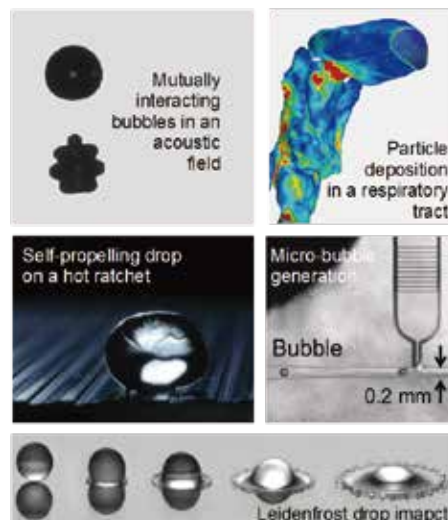 Mutually
interacting
bubbles in an
acoustic
field
Particle
deposition
in a respiratory
tract
Self-propelling drop
on a hot ratchet
Micro-bubble
generation
Bubble
0.2 mm
Leidenfrost drop imapct